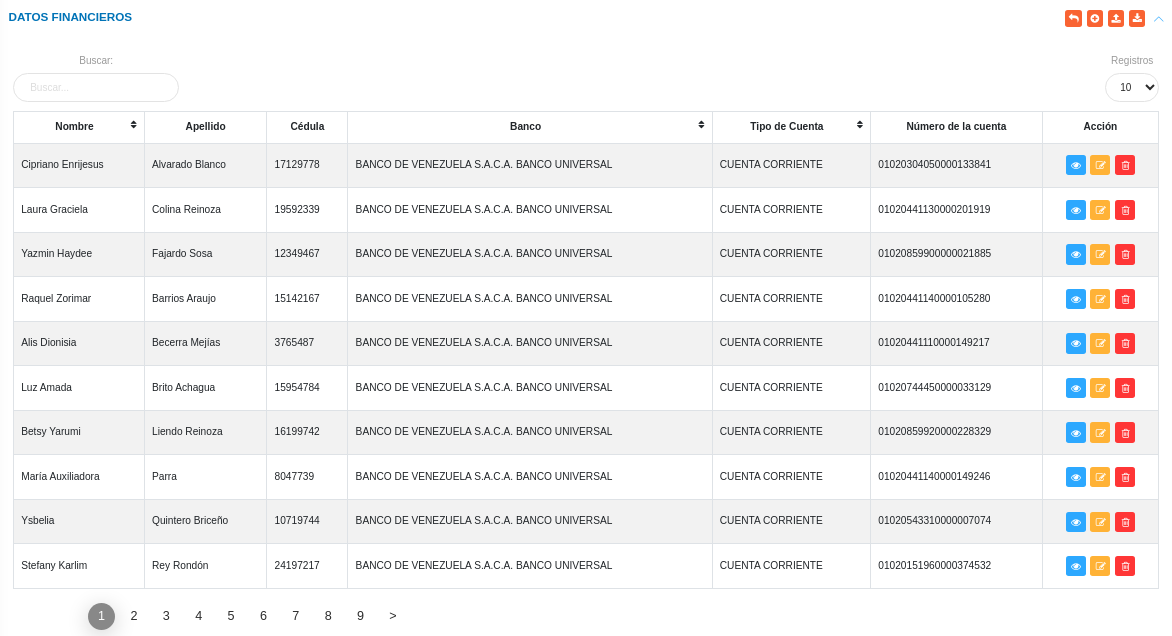 DATOS FINANCIEROS
Buscar: Registros
Buscar... 10
Nombre Apellido Cédula Banco Tipo de Cuenta Número de la cuenta Acción
Cipriano Enrijesus Alvarado Blanco 17129778 BANCO DE VENEZUELA S.A.C.A. BANCO UNIVERSAL CUENTA CORRIENTE 01020304050000133841
Laura Graciela Colina Reinoza 19592339 BANCO DE VENEZUELA S.A.C.A. BANCO UNIVERSAL CUENTA CORRIENTE 01020441130000201919
Yazmin Haydee Fajardo Sosa 12349467 BANCO DE VENEZUELA S.A.C.A. BANCO UNIVERSAL CUENTA CORRIENTE 01020859900000021885
Raquel Zorimar Barrios Araujo 15142167 BANCO DE VENEZUELA S.A.C.A. BANCO UNIVERSAL CUENTA CORRIENTE 01020441140000105280
Alis Dionisia Becerra Mejías 3765487 BANCO DE VENEZUELA S.A.C.A. BANCO UNIVERSAL CUENTA CORRIENTE 01020441110000149217
Luz Amada Brito Achagua 15954784 BANCO DE VENEZUELA S.A.C.A. BANCO UNIVERSAL CUENTA CORRIENTE 01020744450000033129
Betsy Yarumi Liendo Reinoza 16199742 BANCO DE VENEZUELA S.A.C.A. BANCO UNIVERSAL CUENTA CORRIENTE 01020859920000228329
María Auxiliadora Parra 8047739 BANCO DE VENEZUELA S.A.C.A. BANCO UNIVERSAL CUENTA CORRIENTE 01020441140000149246
Ysbelia Quintero Briceño 10719744 BANCO DE VENEZUELA S.A.C.A. BANCO UNIVERSAL CUENTA CORRIENTE 01020543310000007074
Stefany Karlim Rey Rondón 24197217 BANCO DE VENEZUELA S.A.C.A. BANCO UNIVERSAL CUENTA CORRIENTE 01020151960000374532
1 2 3 4 5 6 7 8 9 >